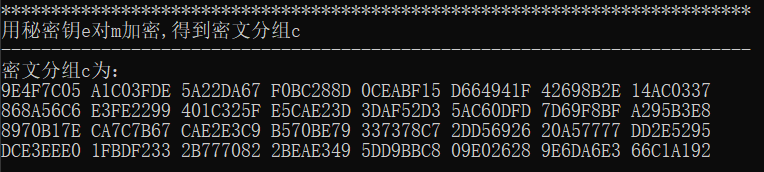 ***************************************************************************
用秘密钥e对m加密,得到密文分组c
---------------------------------------------------------------------------
密文分组c为:
9E4F7C05 A1C03FDE 5A22DA67 F0BC288D 0CEABF15 D664941F 42698B2E 14AC0337
868A56C6 E3FE2299 401C325F E5CAE23D 3DAF52D3 5AC60DFD 7D69F8BF A295B3E8
8970B17E CA7C7B67 CAE2E3C9 B570BE79 337378C7 2DD56926 20A57777 DD2E5295
DCE3EEE0 1FBDF233 2B777082 2BEAE349 5DD9BBC8 09E02628 9E6DA6E3 66C1A192